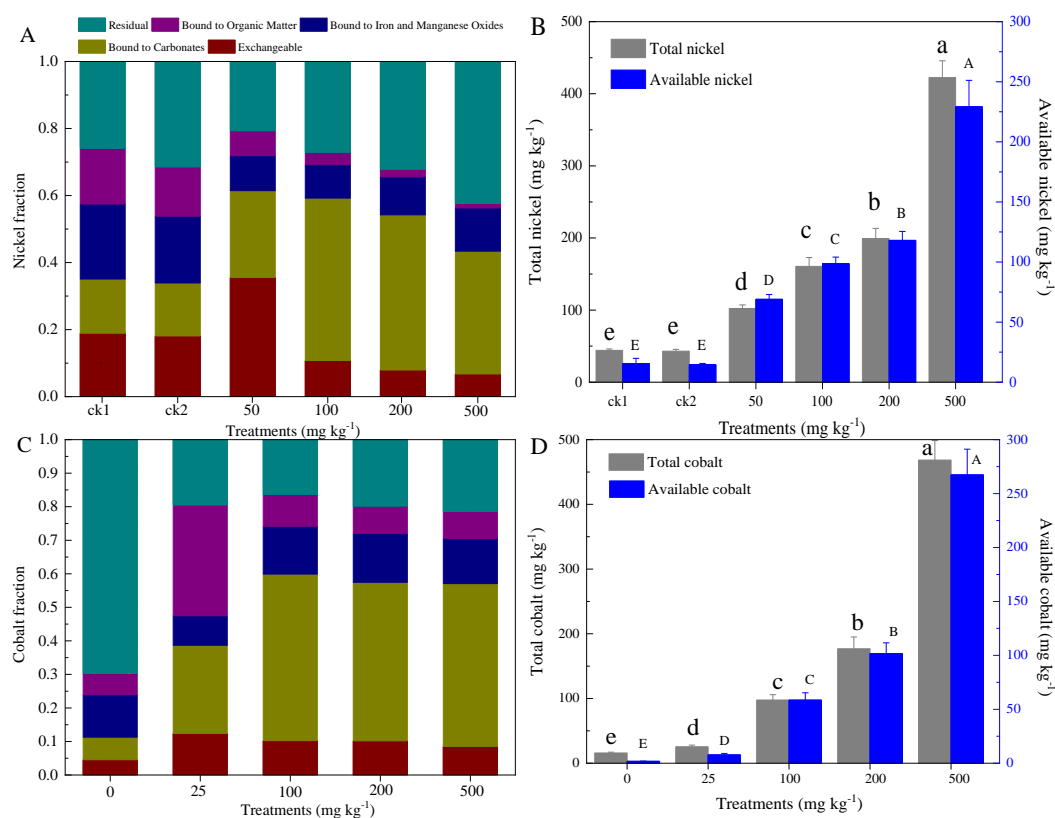 A
Residual Bound to Organic Matter Bound to Iron and Manganese Oxides
Bound to Carbonates Exchangeable
Nickel fraction
1.0
0.8
0.6
0.4
0.2
0.0
ck1 ck2 50 100 200 500
Treatments (mg kg-1)
B
Total nickel
Available nickel
Total nickel (mg kg-1)
500
400
300
200
100
0
e E e E d D c C b B a A
300
250
200
150
100
50
0
Available nickel (mg kg-1)
ck1 ck2 50 100 200 500
Treatments (mg kg-1)
C
Cobalt fraction
1.0
0.9
0.8
0.7
0.6
0.5
0.4
0.3
0.2
0.1
0.0
0 25 100 200 500
Treatments (mg kg-1)
D
Total cobalt
Available cobalt
Total cobalt (mg kg-1)
500
400
300
200
100
0
e E d D c C b B a A
300
250
200
150
100
50
0
Available cobalt (mg kg-1)
0 25 100 200 500
Treatments (mg kg-1)